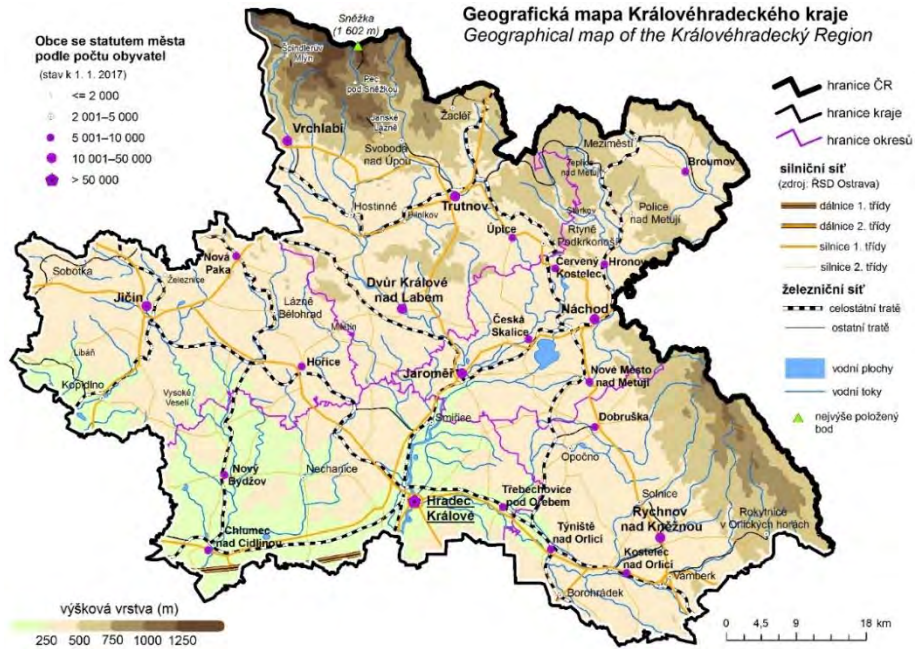 Geografická mapa Královéhradeckého kraje
Geographical map of the Královéhradecký Region
Obce se statutem města
podle počtu obyvatel
(stav k 1. 1. 2017)
<= 2 000
2 001–5 000
5 001–10 000
10 001–50 000
> 50 000
Sněžka
(1 602 m)
Špindlerův
Mlýn
Pec
pod Sněžkou
Janské
Lázně
Žacléř
Vrchlabí
Svoboda
nad Úpou
Meziměstí
Teplice
nad Metují
Broumov
Hostinné
Pilníkov
Trutnov
Stárkov
Police
nad Metují
Úpice
Rtyně
v
Podkrkonoší
Červený
Kostelec
Hronov
Nová
Paka
Sobotka
Železnice
Jičín
Lázně
Bělohrad
Dvůr Králové
nad Labem
Miletín
Česká
Skalice
Náchod
Libáň
Kopidlno
Hořice
Jaroměř
Nové Město
nad Metují
Vysoké
Veselí
Smiřice
Dobruška
Opočno
Nový
Bydžov
Nechanice
Hradec
Králové
Třebechovice
pod Orebem
Solnice
Rychnov
nad Kněžnou
Rokytnice
v Orlických horách
Chlumec
nad Cidlinou
Týniště
nad Orlicí
Kostelec
nad Orlicí
Vamberk
Borohrádek
hranice ČR
hranice kraje
hranice okresů
silniční síť
(zdroj: ŘSD Ostrava)
dálnice 1. třídy
dálnice 2. třídy
silnice 1. třídy
silnice 2. třídy
železniční síť
celostátní tratě
ostatní tratě
vodní plochy
vodní toky
nejvýše položený
bod
výšková vrstva (m)
250 500 750 1000 1250
0 4,5 9 18 km